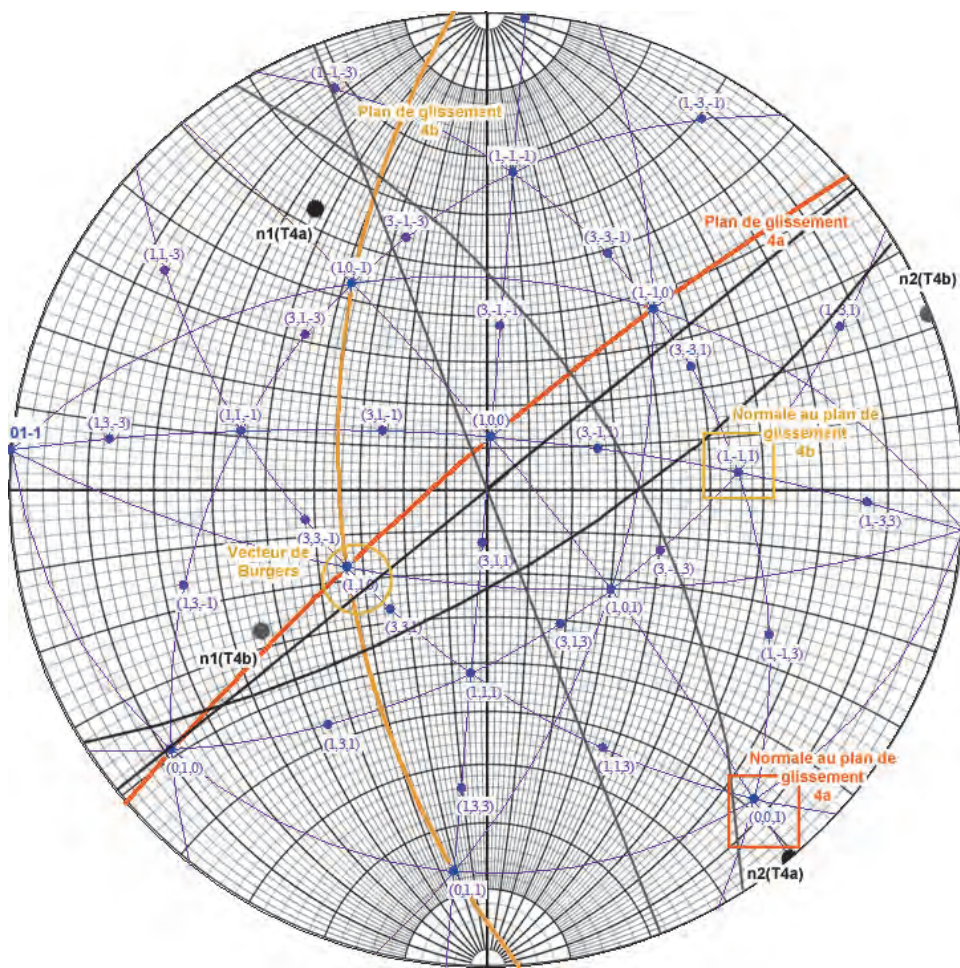 (1,-1,-3)
Plan de glissement
4b
(1,-3,-1)
(1,-1,-1)
n1(T4a)
(3,-1,-3)
Plan de glissement
4a
(3,-3,-1)
(1,1,-3)
(1,0,-1)
(1,-1,0)
n2(T4b)
(3,1,-3)
(3,-1,-1)
(1,-3,1)
(3,-3,1)
01-1
(1,3,-3)
(1,1,-1)
(3,1,-1)
(1,0,0)
(3,-1,1)
Normale au plan de
glissement
4b
(1,-1,1)
(1,-3,3)
(3,3,-1)
Vecteur de
Burgers
(3,1,1)
(1,3,-1)
(3,3,1)
(1,0,1)
(3,1,3)
(1,-1,3)
n1(T4b)
(1,1,1)
(1,3,1)
(0,1,0)
(1,1,3)
Normale au plan de
glissement
4a
(1,3,3)
(0,0,1)
n2(T4a)
(0,1,1)